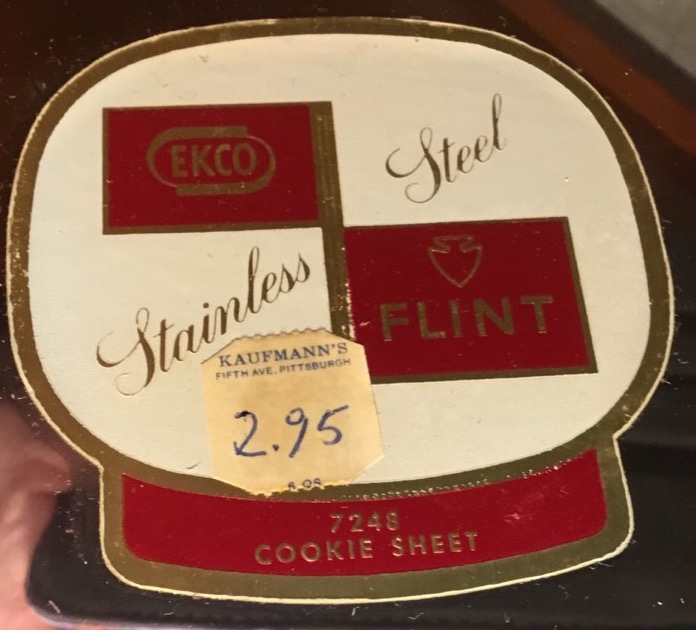 EKCO
Steel
Stainless
FLINT
KAUFMANN'S
FIFTH AVE. PITTSBURGH
2.95
7248
COOKIE SHEET